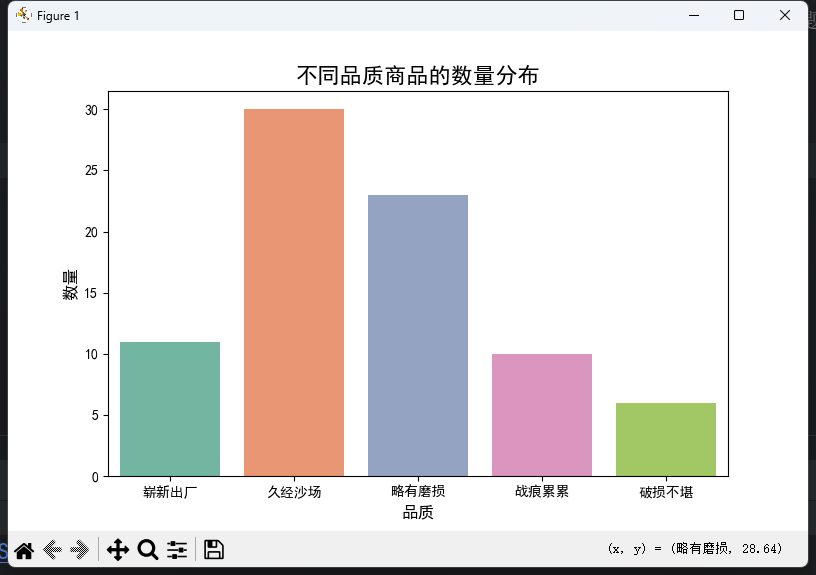 Figure 1
不同品质商品的数量分布
30
25
20
15
10
5
0
数量
崭新出厂 久经沙场 略有磨损 战痕累累 破损不堪
品质
(x, y) = (略有磨损, 28.64)